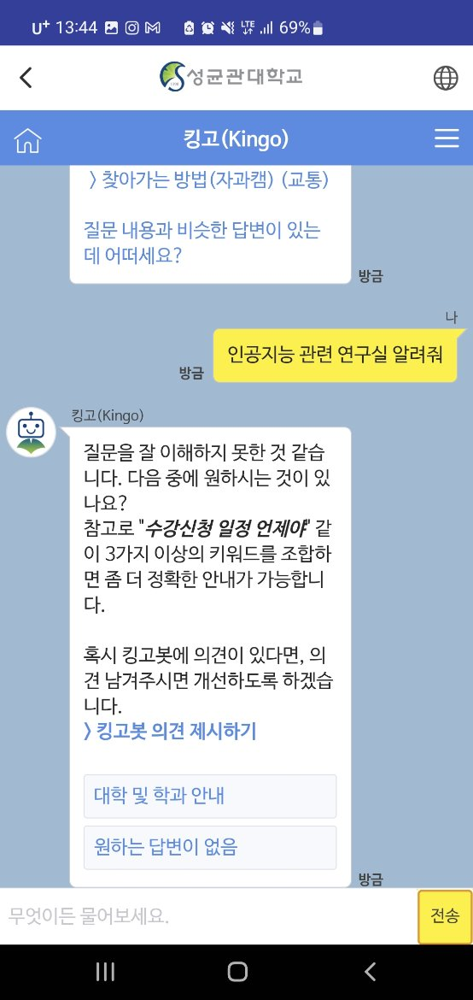 U+ 13:44 LTE 69%
성균관대학교
킹고(Kingo)
> 찾아가는 방법(자과캠) (교통)
질문 내용과 비슷한 답변이 있는
데 어떠세요?
방금
나
인공지능 관련 연구실 알려줘
방금
킹고(Kingo)
질문을 잘 이해하지 못한 것 같습
니다. 다음 중에 원하시는 것이 있
나요?
참고로 "수강신청 일정 언제야" 같
이 3가지 이상의 키워드를 조합하
면 좀 더 정확한 안내가 가능합니
다.
혹시 킹고봇에 의견이 있다면, 의
견 남겨주시면 개선하도록 하겠습
니다.
> 킹고봇 의견 제시하기
대학 및 학과 안내
원하는 답변이 없음
방금
무엇이든 물어보세요.
전송